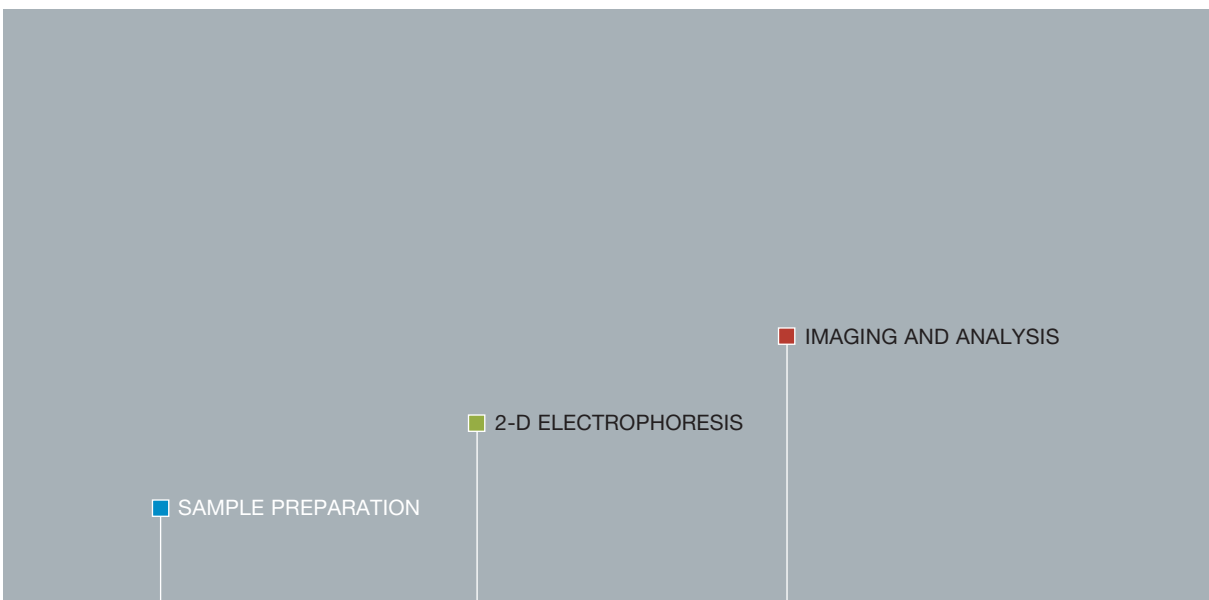 IMAGING AND ANALYSIS
2-D ELECTROPHORESIS
SAMPLE PREPARATION